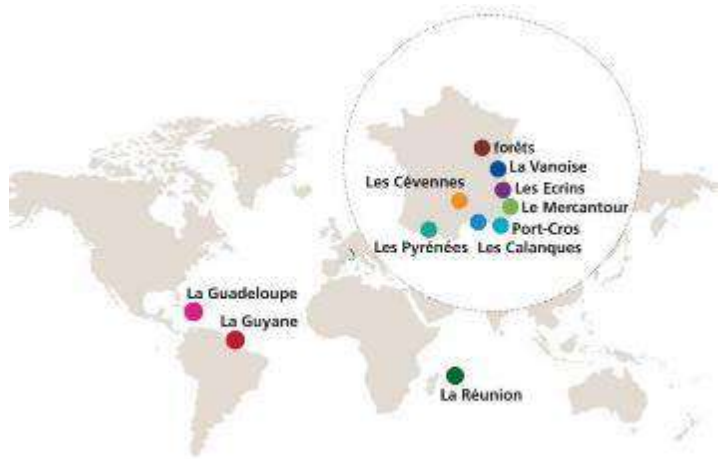 forêts
La Vanoise
Les Cévennes
Les Ecrins
Le Mercantour
Port-Cros
Les Pyrénées
Les Calanques
La Guadeloupe
La Guyane
La Réunion